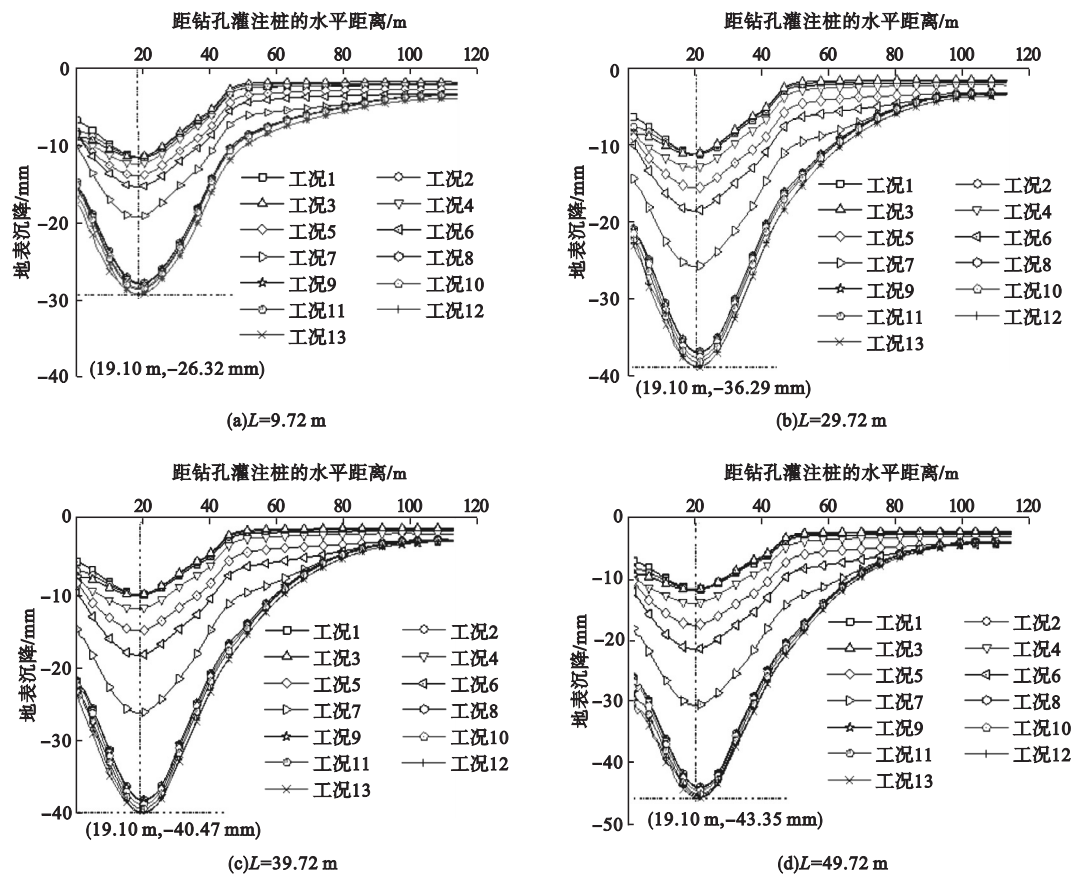 距钻孔灌注桩的水平距离/m
0 20 40 60 80 100 120
0
−10
−20
−30
−40
地表沉降/mm
工况1 工况2
工况3 工况4
工况5 工况6
工况7 工况8
工况9 工况10
工况11 工况12
工况13
(19.10 m,−26.32 mm)
(a)L=9.72 m
距钻孔灌注桩的水平距离/m
20 40 60 80 100 120
0
−10
−20
−30
−40
地表沉降/mm
工况1 工况2
工况3 工况4
工况5 工况6
工况7 工况8
工况9 工况10
工况11 工况12
工况13
(19.10 m,−36.29 mm)
(b)L=29.72 m
距钻孔灌注桩的水平距离/m
0 20 40 60 80 100 120
0
−10
−20
−30
−40
地表沉降/mm
工况1 工况2
工况3 工况4
工况5 工况6
工况7 工况8
工况9 工况10
工况11 工况12
工况13
(19.10 m,−40.47 mm)
(c)L=39.72 m
距钻孔灌注桩的水平距离/m
20 40 60 80 100 120
0
−10
−20
−30
−40
−50
地表沉降/mm
工况1 工况2
工况3 工况4
工况5 工况6
工况7 工况8
工况9 工况10
工况11 工况12
工况13
(19.10 m,−43.35 mm)
(d)L=49.72 m